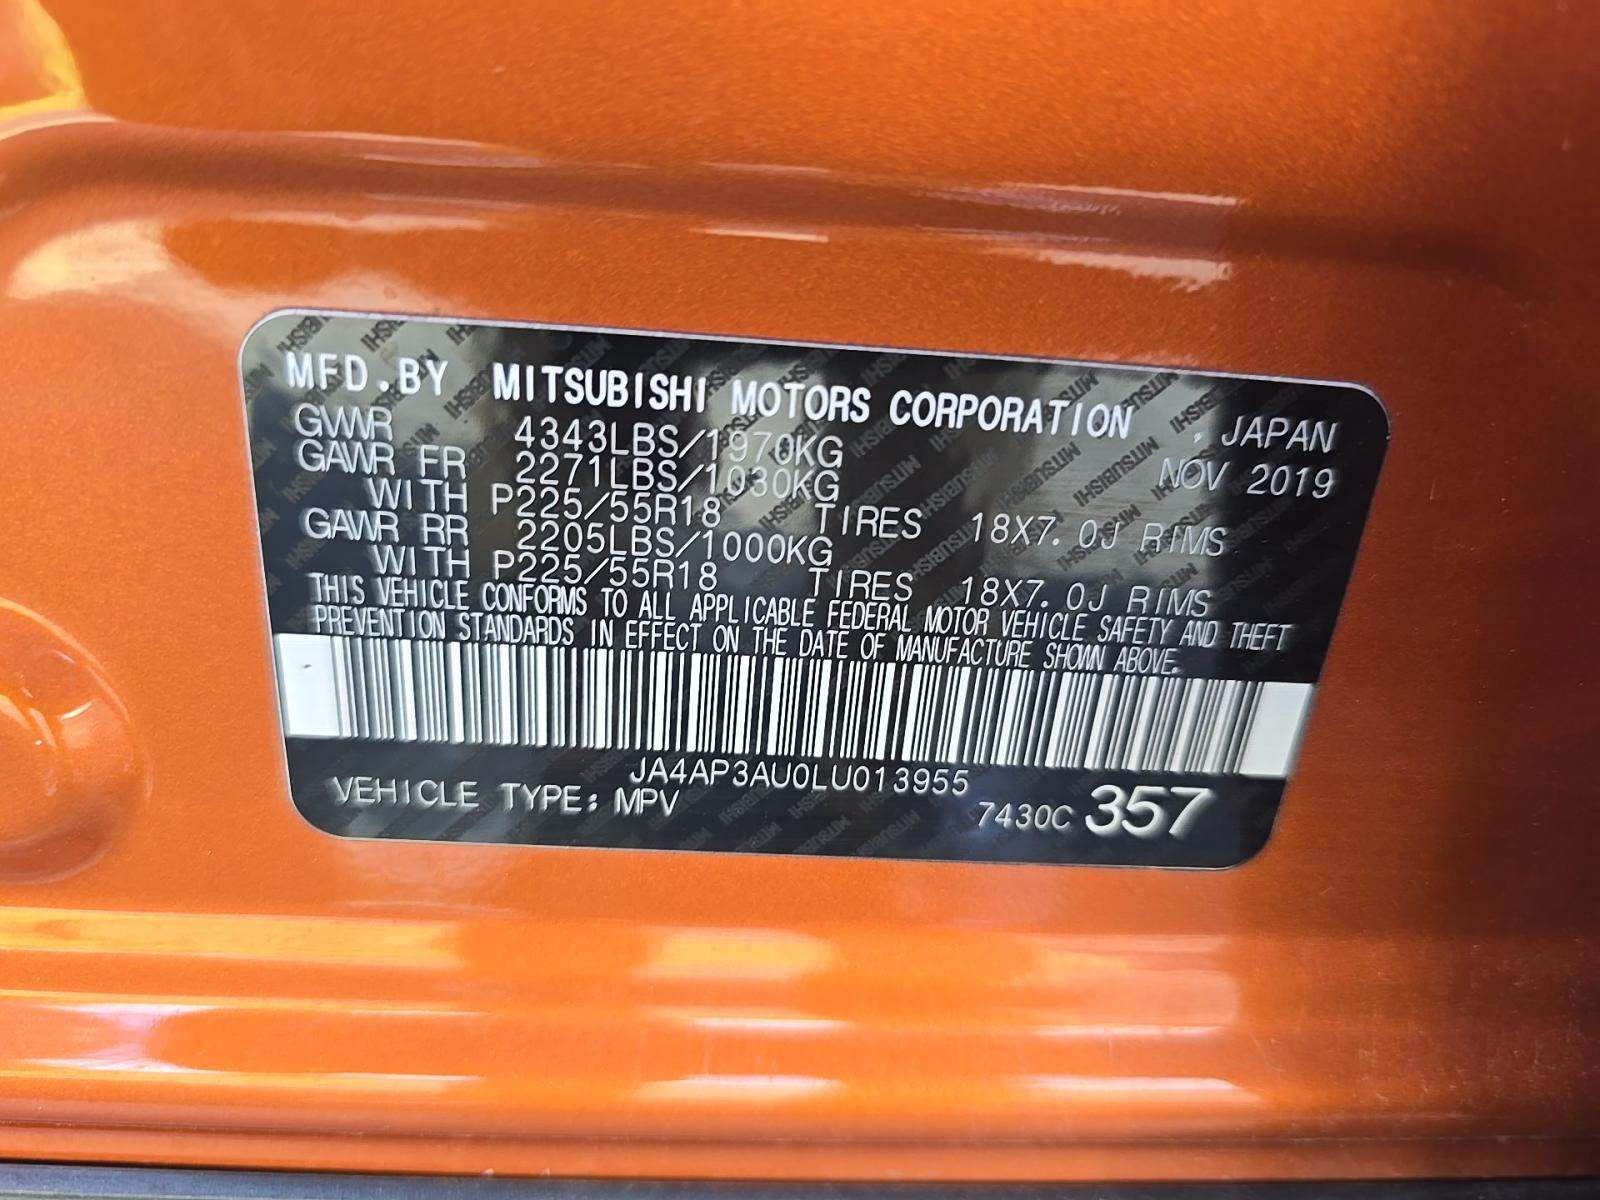 MFD.BY MITSUBISHI MOTORS CORPORATION , JAPAN
GVWR 4343LBS/1970KG NOV 2019
GAWR FR 2271LBS/1030KG
WITH P225/55R18 TIRES 18X7.0J RIMS
GAWR RR 2205LBS/1000KG
WITH P225/55R18 TIRES 18X7.0J RIMS
THIS VEHICLE CONFORMS TO ALL APPLICABLE FEDERAL MOTOR VEHICLE SAFETY AND THEFT
PREVENTION STANDARDS IN EFFECT ON THE DATE OF MANUFACTURE SHOWN ABOVE.
JA4AP3AU0LU013955
VEHICLE TYPE: MPV 7430C 357